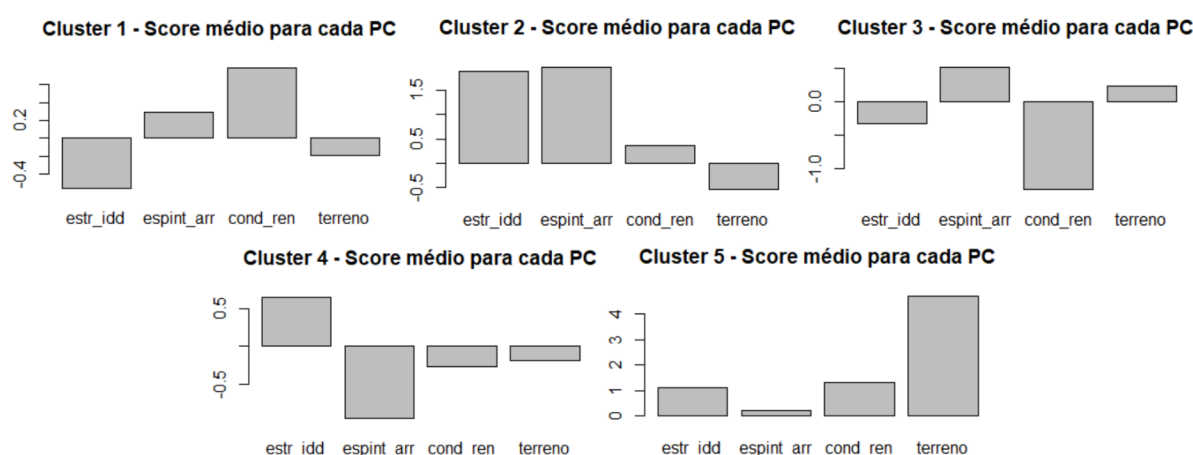 Cluster 1 - Score médio para cada PC
0.2
-0.4
estr_idd espint_arr cond_ren terreno
Cluster 2 - Score médio para cada PC
1.5
0.5
-0.5
estr_idd espint_arr cond_ren terreno
Cluster 3 - Score médio para cada PC
0.0
-1.0
estr_idd espint_arr cond_ren terreno
Cluster 4 - Score médio para cada PC
0.5
-0.5
estr_idd espint_arr cond_ren terreno
Cluster 5 - Score médio para cada PC
4
3
2
1
0
estr_idd espint_arr cond_ren terreno